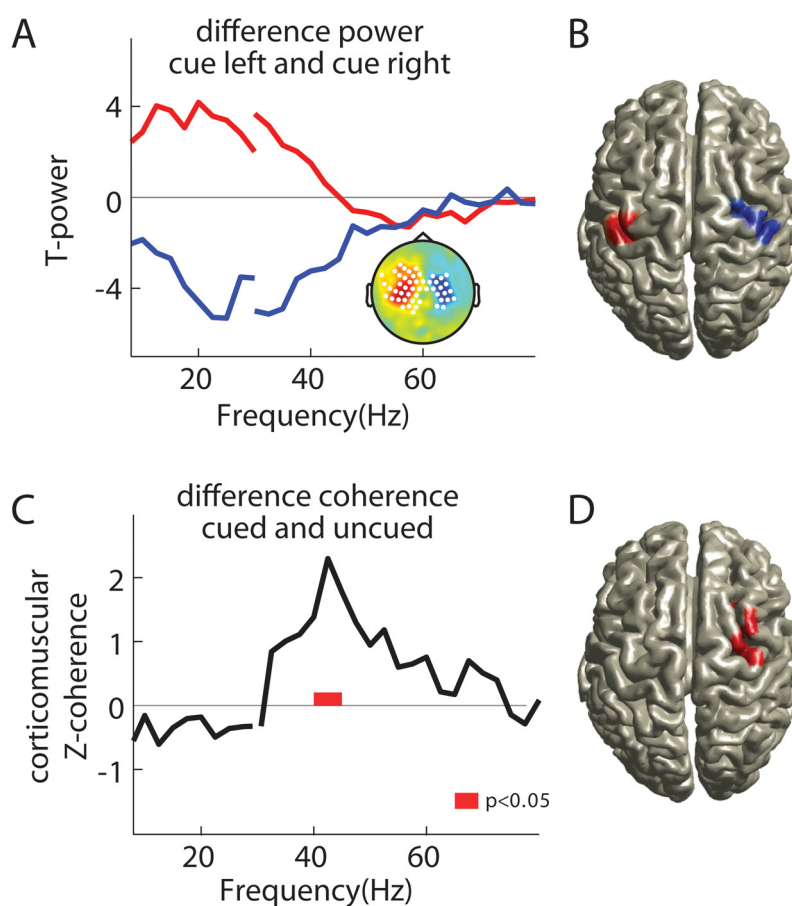 A
difference power
cue left and cue right
B
T-power
4
0
-4
20
40
60
Frequency(Hz)
C
difference coherence
cued and uncued
D
corticomuscular
Z-coherence
2
1
0
-1
p<0.05
20
40
60
Frequency(Hz)